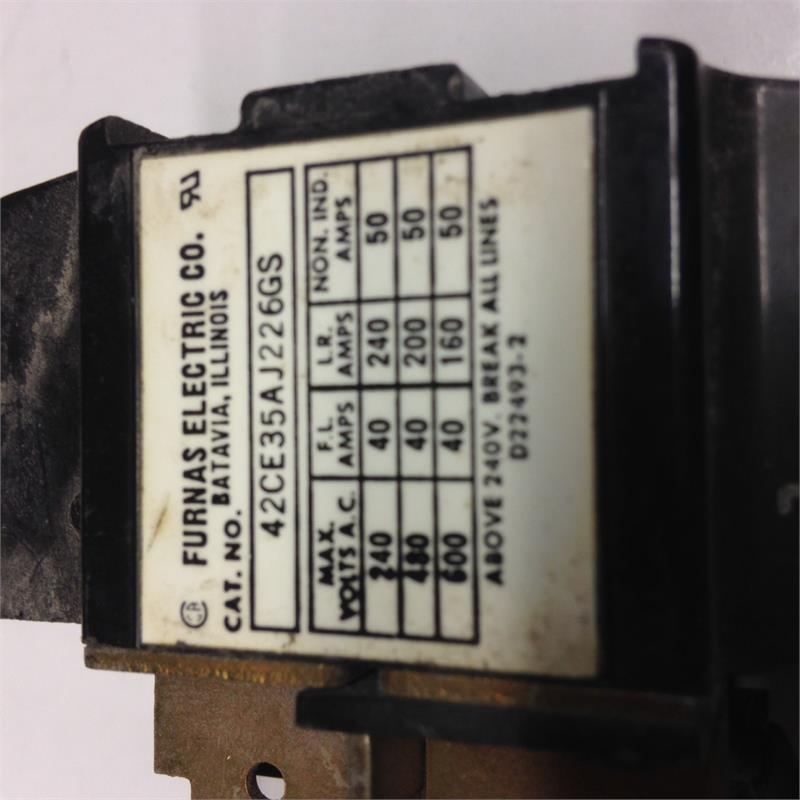 FURNAS ELECTRIC CO.
BATAVIA, ILLINOIS
CAT. NO.
42CE35AJ226GS
MAX. VOLTS A.C. F.L. AMPS L.R. AMPS NON. IND. AMPS
240 40 240 50
480 40 200 50
600 40 160 50
ABOVE 240V. BREAK ALL LINES
D22493-2